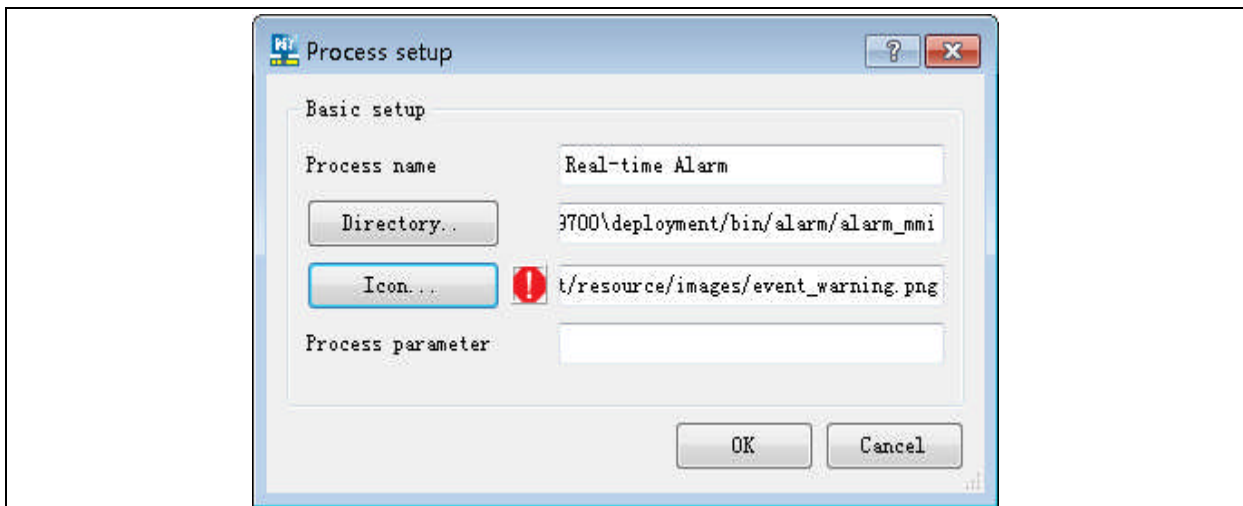 Process setup
Basic setup
Process name Real-time Alarm
Directory.. 9700\deployment/bin/alarm/alarm_mmi
Icon... t/resource/images/event_warning.png
Process parameter
OK Cancel